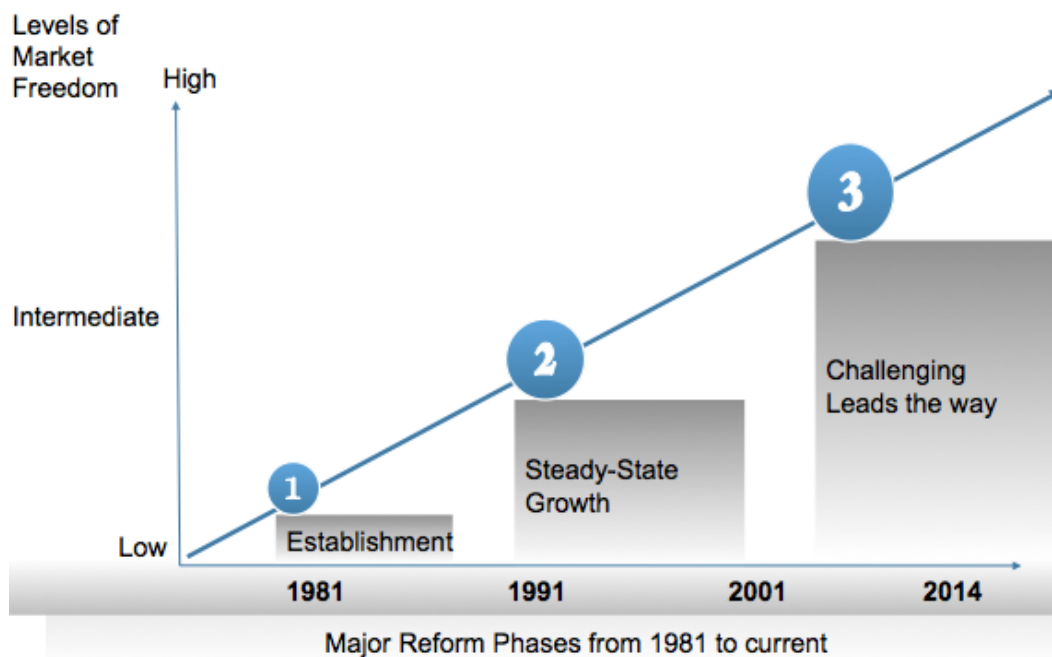 Levels of
Market
Freedom
High
3
Intermediate
Challenging
Leads the way
2
Steady-State
Growth
1
Low
Establishment
1981 1991 2001 2014
Major Reform Phases from 1981 to current